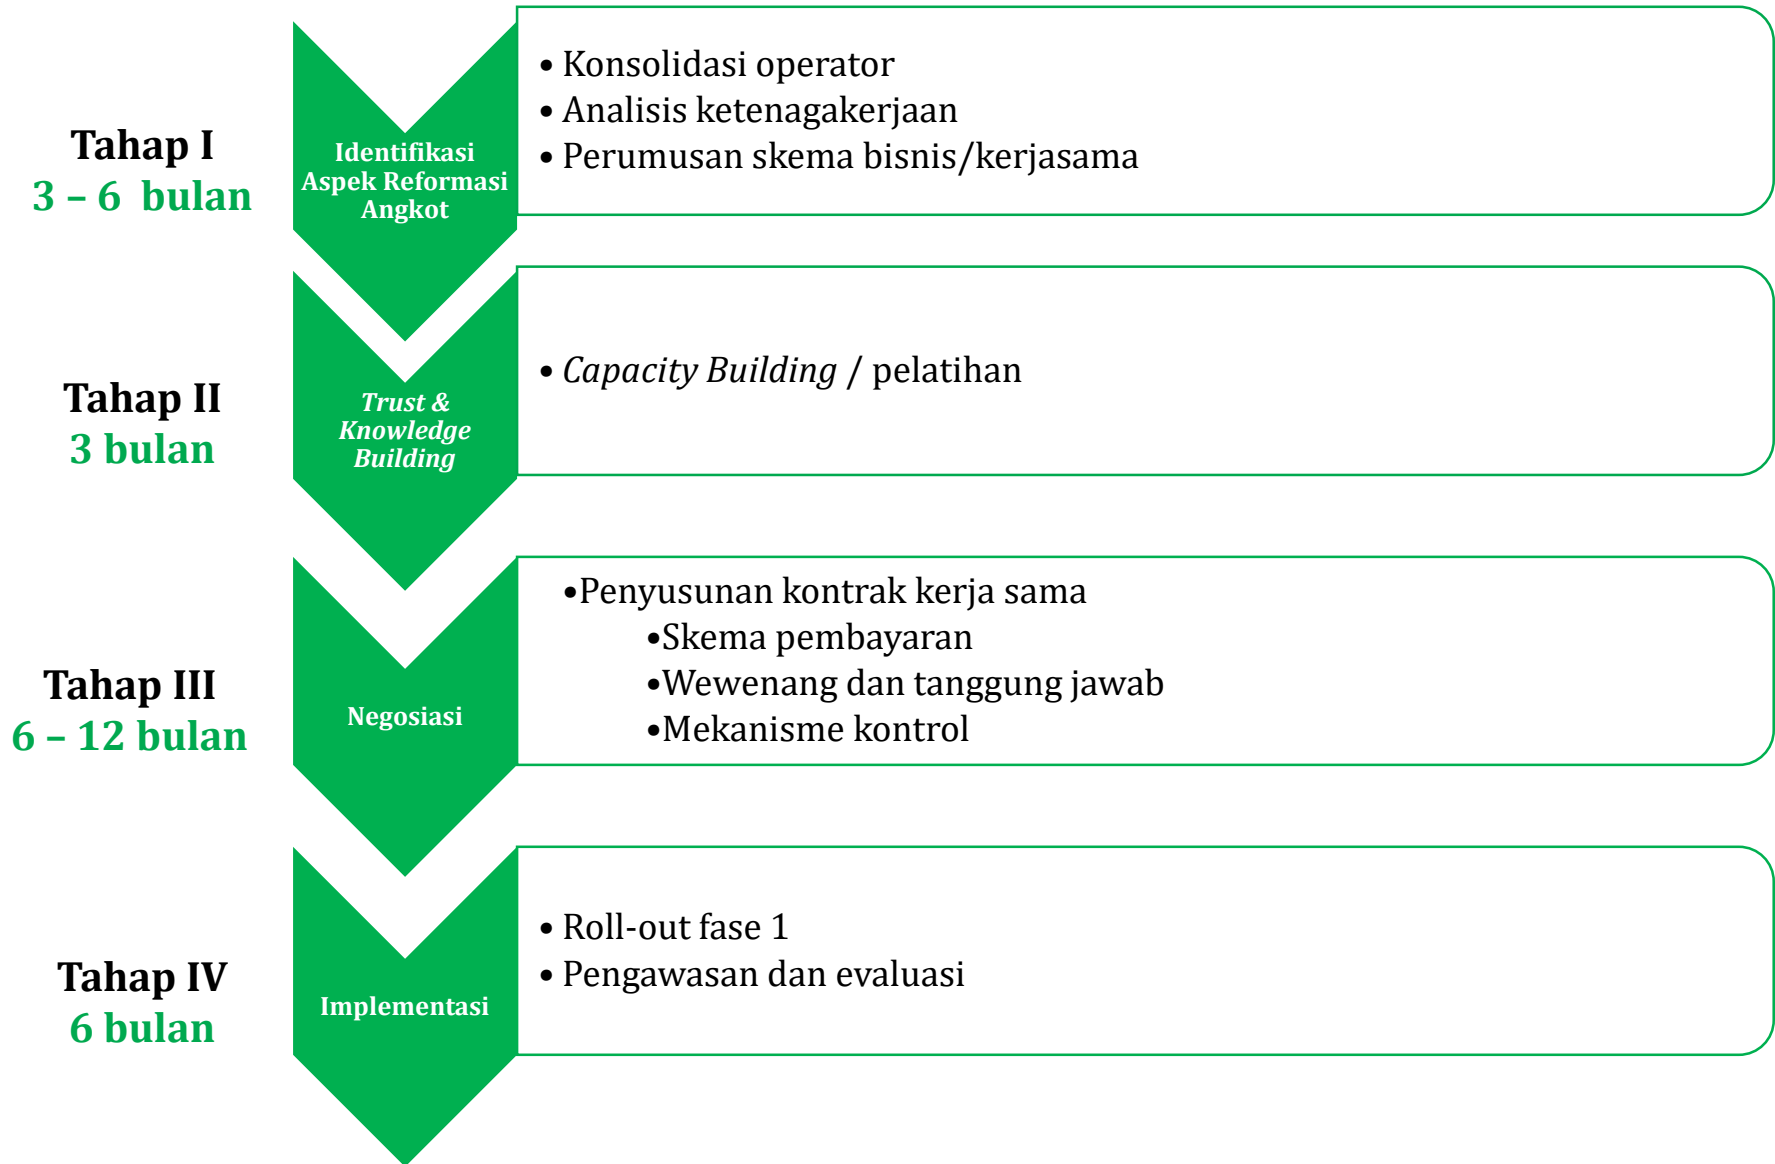 Tahap I
3 – 6 bulan
Identifikasi
Aspek Reformasi
Angkot
• Konsolidasi operator
• Analisis ketenagakerjaan
• Perumusan skema bisnis/kerjasama
Tahap II
3 bulan
Trust &
Knowledge
Building
• Capacity Building / pelatihan
Tahap III
6 – 12 bulan
Negosiasi
•Penyusunan kontrak kerja sama
•Skema pembayaran
•Wewenang dan tanggung jawab
•Mekanisme kontrol
Tahap IV
6 bulan
Implementasi
• Roll-out fase 1
• Pengawasan dan evaluasi